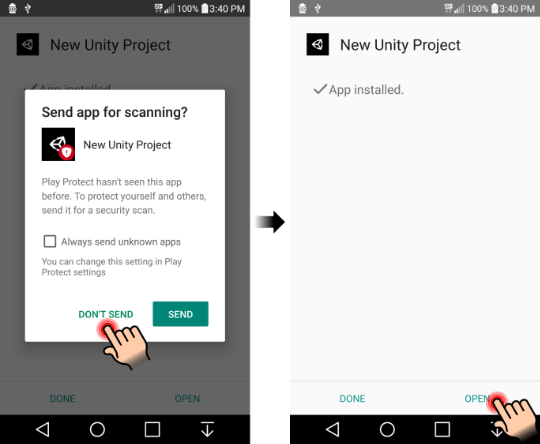 100% 3:40 PM
New Unity Project
App installed.
Send app for scanning?
New Unity Project
Play Protect hasn't seen this app
before. To protect yourself and others,
send it for a security scan.
Always send unknown apps
You can change this setting in Play
Protect settings
DON'T SEND
SEND
DONE
OPEN
100% 3:40 PM
New Unity Project
App installed.
DONE
OPEN